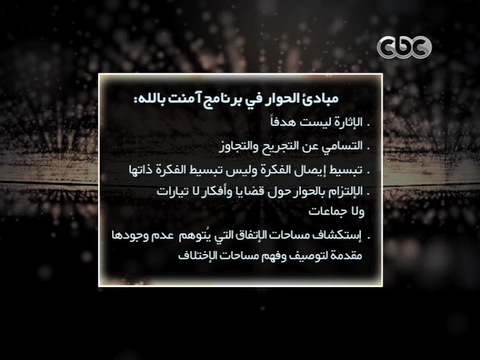 cbc
مبادئ الحوار في برنامج آمنت بالله:
. الإثارة ليست هدفاً
. التسامي عن التجريح والتجاوز
. تبسيط إيصال الفكرة وليس تبسيط الفكرة ذاتها
. الإلتزام بالحوار حول قضايا وأفكار لا تيارات
ولا جماعات
. إستكشاف مساحات الإتفاق التي يُتوهم عدم وجودها
مقدمة لتوصيف وفهم مساحات الإختلاف